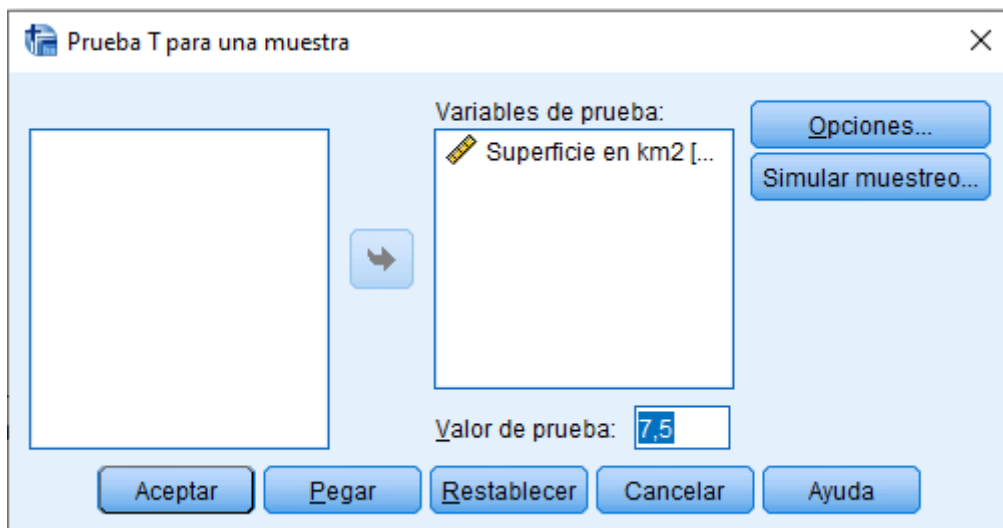 Prueba T para una muestra
Variables de prueba:
Superficie en km2 [...
Opciones...
Simular muestreo...
Valor de prueba: 7,5
Aceptar Pegar Restablecer Cancelar Ayuda